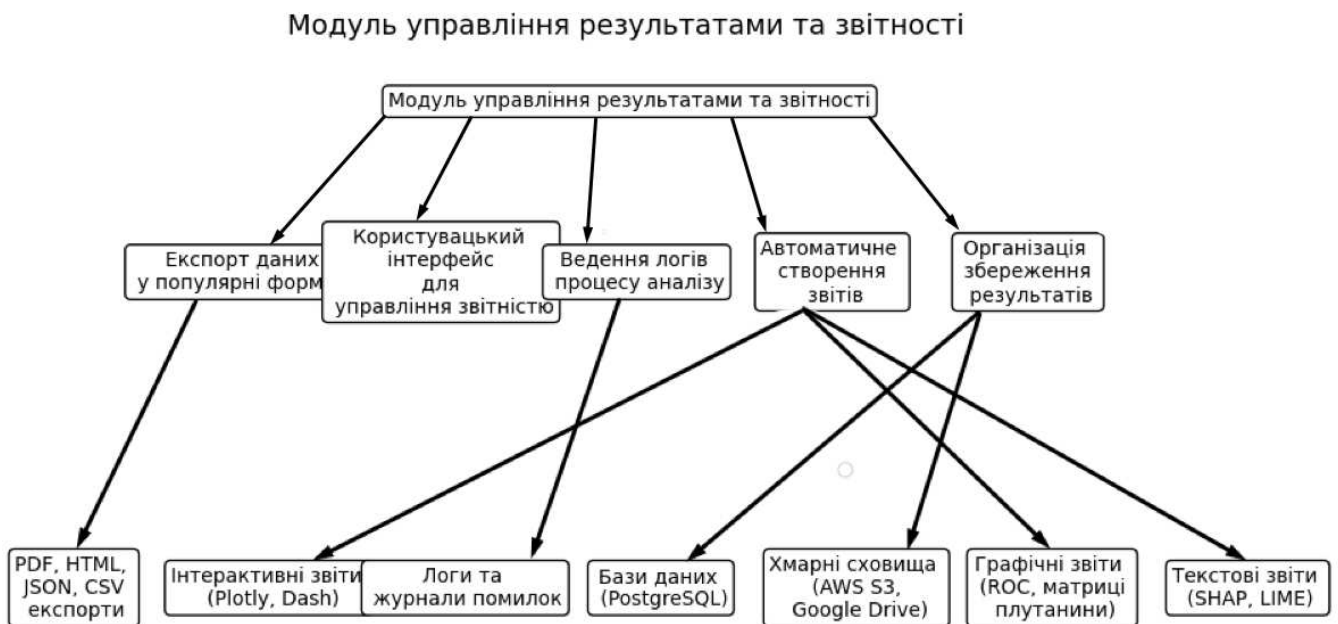 Модуль управління результатами та звітності
Модуль управління результатами та звітності
Експорт даних
у популярні форм
Користувацький
інтерфейс
для
управління звітністю
Ведення логів
процесу аналізу
Автоматичне
створення
звітів
Організація
збереження
результатів
PDF, HTML,
JSON, CSV
експорти
Інтерактивні звіти
(Plotly, Dash)
Логи та
журнали помилок
Бази даних
(PostgreSQL)
Хмарні сховища
(AWS S3,
Google Drive)
Графічні звіти
(ROC, матриці
плутанини)
Текстові звіти
(SHAP, LIME)